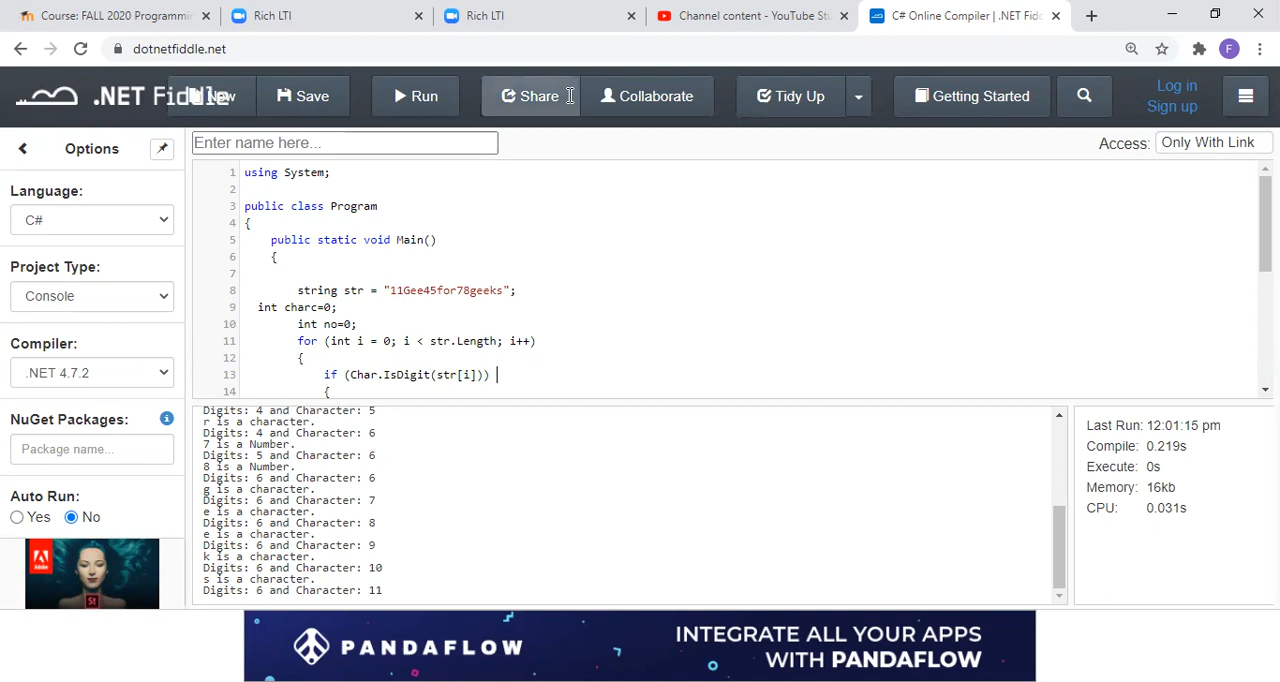 Course: FALL 2020 Programmin
Rich LTI
Rich LTI
Channel content - YouTube Stu
C# Online Compiler | .NET Fidd
dotnetfiddle.net
F
.NET Fiddle
New
Save
Run
Share
Collaborate
Tidy Up
Getting Started
Log in
Sign up
Options
Enter name here...
Access:
Only With Link
Language:
C#
Project Type:
Console
Compiler:
.NET 4.7.2
NuGet Packages:
Package name...
Auto Run:
Yes
No
St
1 using System;
2
3 public class Program
4 {
5 public static void Main()
6 {
7
8 string str = "11Gee45for78geeks";
9 int charc=0;
10 int no=0;
11 for (int i = 0; i < str.Length; i++)
12 {
13 if (Char.IsDigit(str[i]))
14 {
Digits: 4 and Character: 5
r is a character.
Digits: 4 and Character: 6
7 is a Number.
Digits: 5 and Character: 6
8 is a Number.
Digits: 6 and Character: 6
g is a character.
Digits: 6 and Character: 7
e is a character.
Digits: 6 and Character: 8
e is a character.
Digits: 6 and Character: 9
k is a character.
Digits: 6 and Character: 10
s is a character.
Digits: 6 and Character: 11
Last Run: 12:01:15 pm
Compile: 0.219s
Execute: 0s
Memory: 16kb
CPU: 0.031s
PANDAFLOW
INTEGRATE ALL YOUR APPS
WITH PANDAFLOW